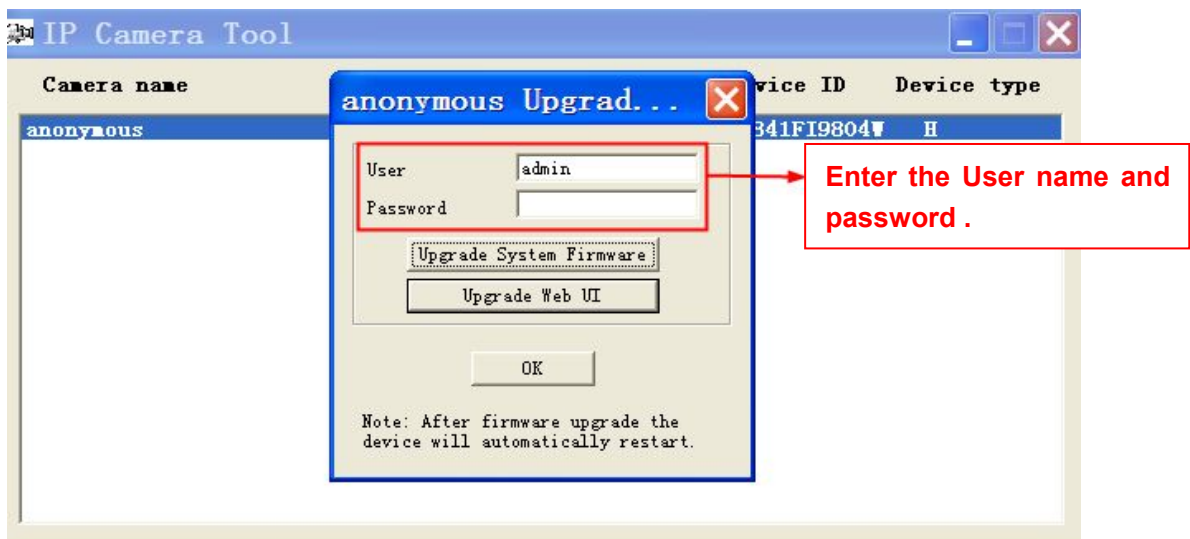 IP Camera Tool
Camera name
vice ID Device type
anonymous
341FI9804W H
anonymous Upgrad...
User admin
Password
Upgrade System Firmware
Upgrade Web UI
OK
Note: After firmware upgrade the
device will automatically restart.
Enter the User name and
password .